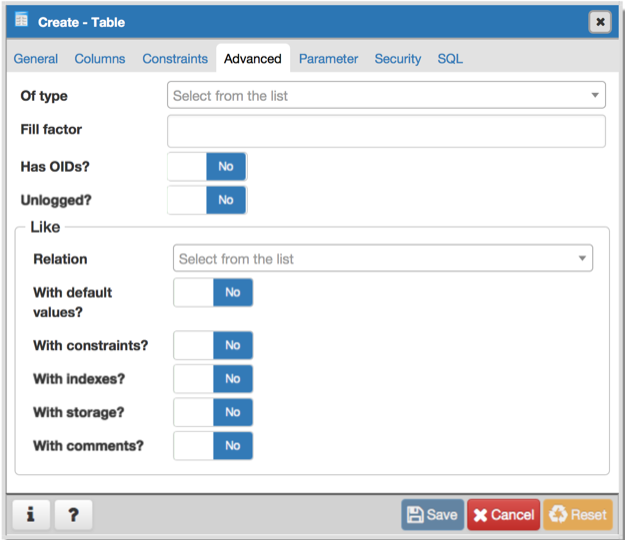 Create - Table
General Columns Constraints Advanced Parameter Security SQL
Of type Select from the list
Fill factor
Has OIDs? No
Unlogged? No
Like
Relation Select from the list
With default
values? No
With constraints? No
With indexes? No
With storage? No
With comments? No
i ? Save Cancel Reset